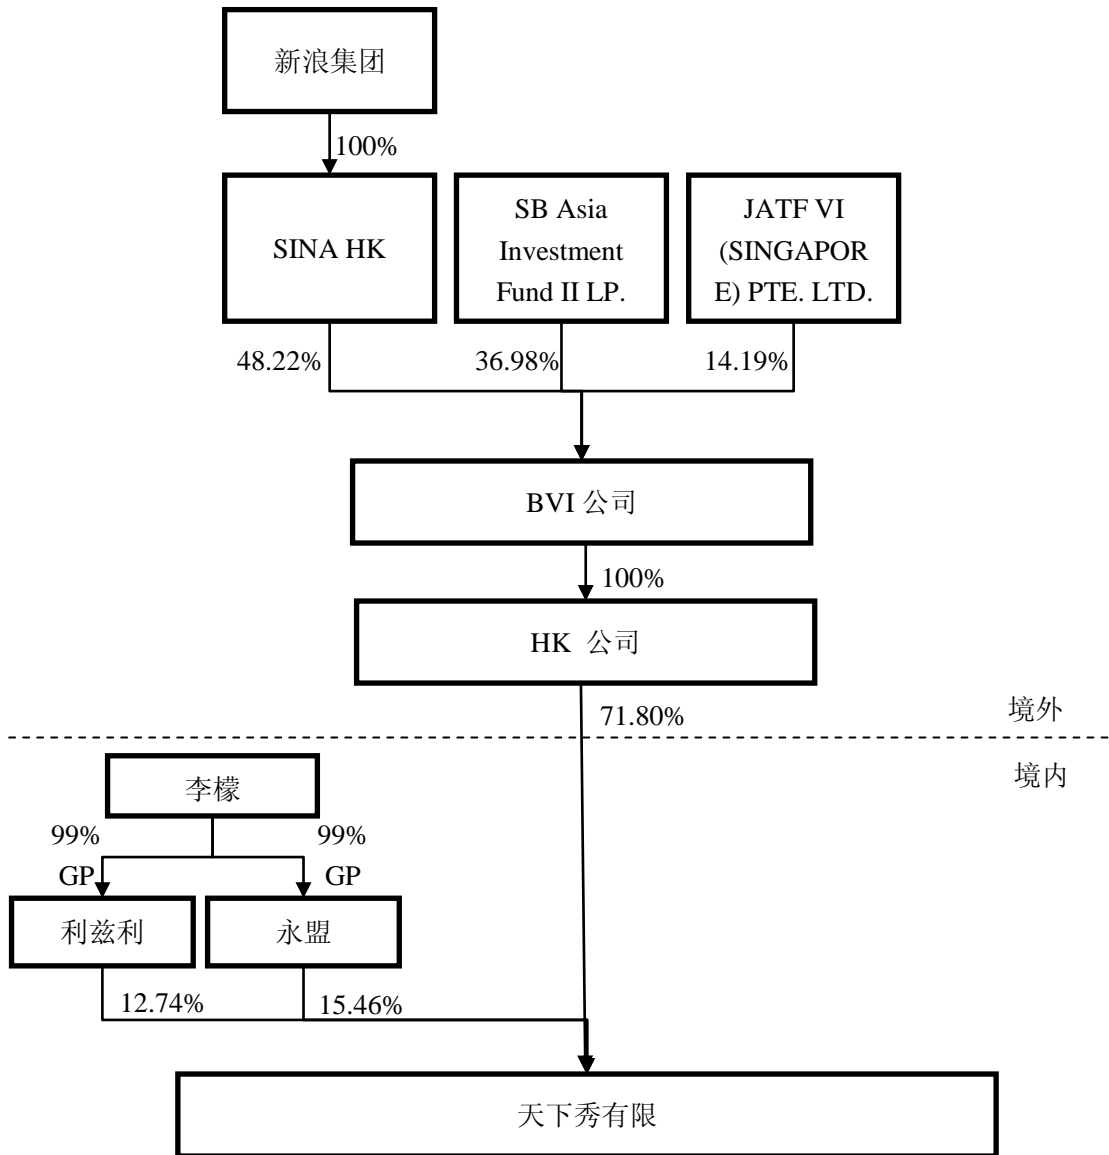 新浪集团
100%
SINA HK
SB Asia
Investment
Fund II LP.
JATF VI
(SINGAPOR
E) PTE. LTD.
48.22%
36.98%
14.19%
BVI 公司
100%
HK 公司
71.80%
境外
境内
李檬
99%
99%
GP
GP
利兹利
永盟
12.74%
15.46%
天下秀有限